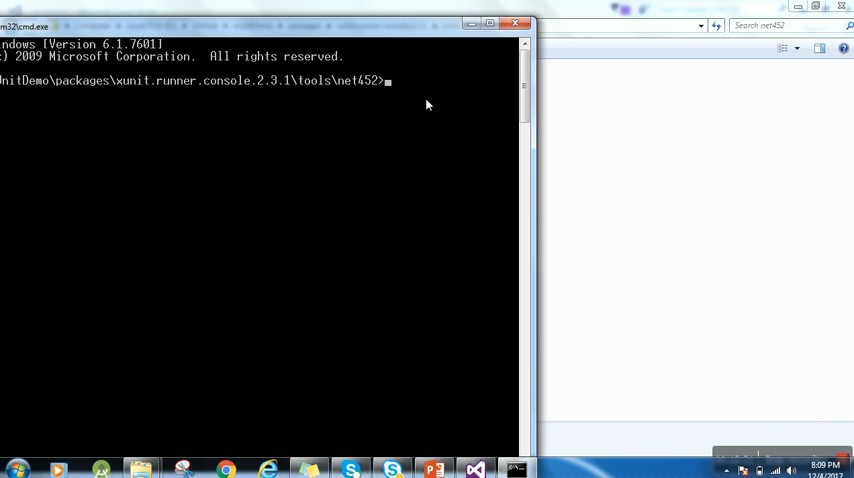 m32\cmd.exe
ndows [Version 6.1.7601]
c) 2009 Microsoft Corporation.  All rights reserved.
UnitDemo\packages\xunit.runner.console.2.3.1\tools\net452>
Search net452
8:09 PM
12/4/2017